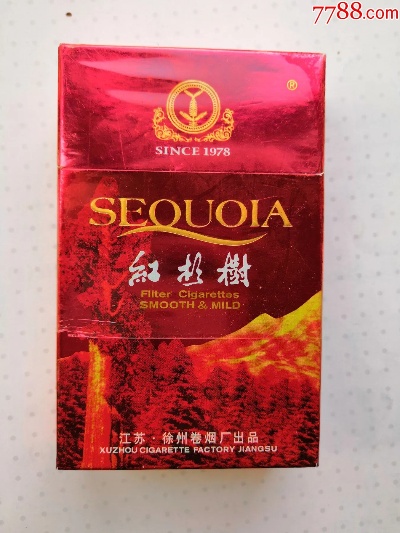 7788.com
®
SINCE 1978
SEQUOIA
紅杉樹
Filter Cigarettes
SMOOTH & MILD
江苏·徐州卷烟厂出品
XUZHOU CIGARETTE FACTORY JIANGSU